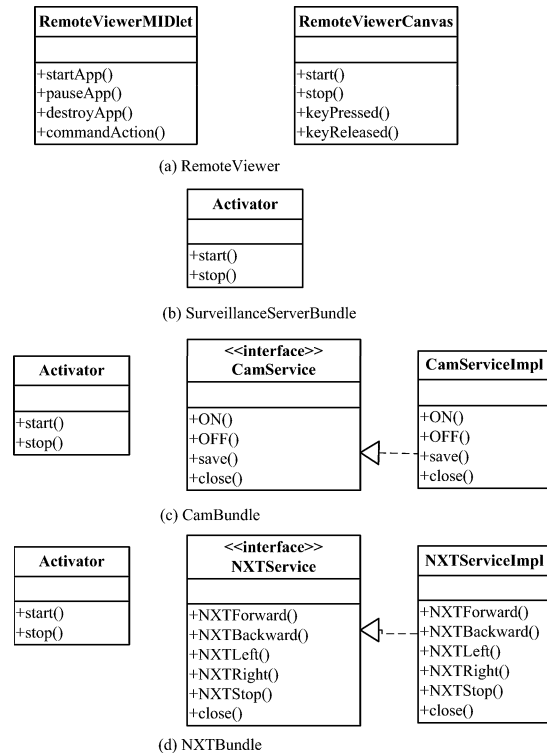 RemoteViewerMIDlet
+startApp()
+pauseApp()
+destroyApp()
+commandAction()
RemoteViewerCanvas
+start()
+stop()
+keyPressed()
+keyReleased()
(a) RemoteViewer
Activator
+start()
+stop()
(b) SurveillanceServerBundle
Activator
+start()
+stop()
<<interface>>
CamService
+ON()
+OFF()
+save()
+close()
CamServiceImpl
+ON()
+OFF()
+save()
+close()
(c) CamBundle
Activator
+start()
+stop()
<<interface>>
NXTService
+NXTForward()
+NXTBackward()
+NXTLeft()
+NXTRight()
+NXTStop()
+close()
NXTServiceImpl
+NXTForward()
+NXTBackward()
+NXTLeft()
+NXTRight()
+NXTStop()
+close()
(d) NXTBundle